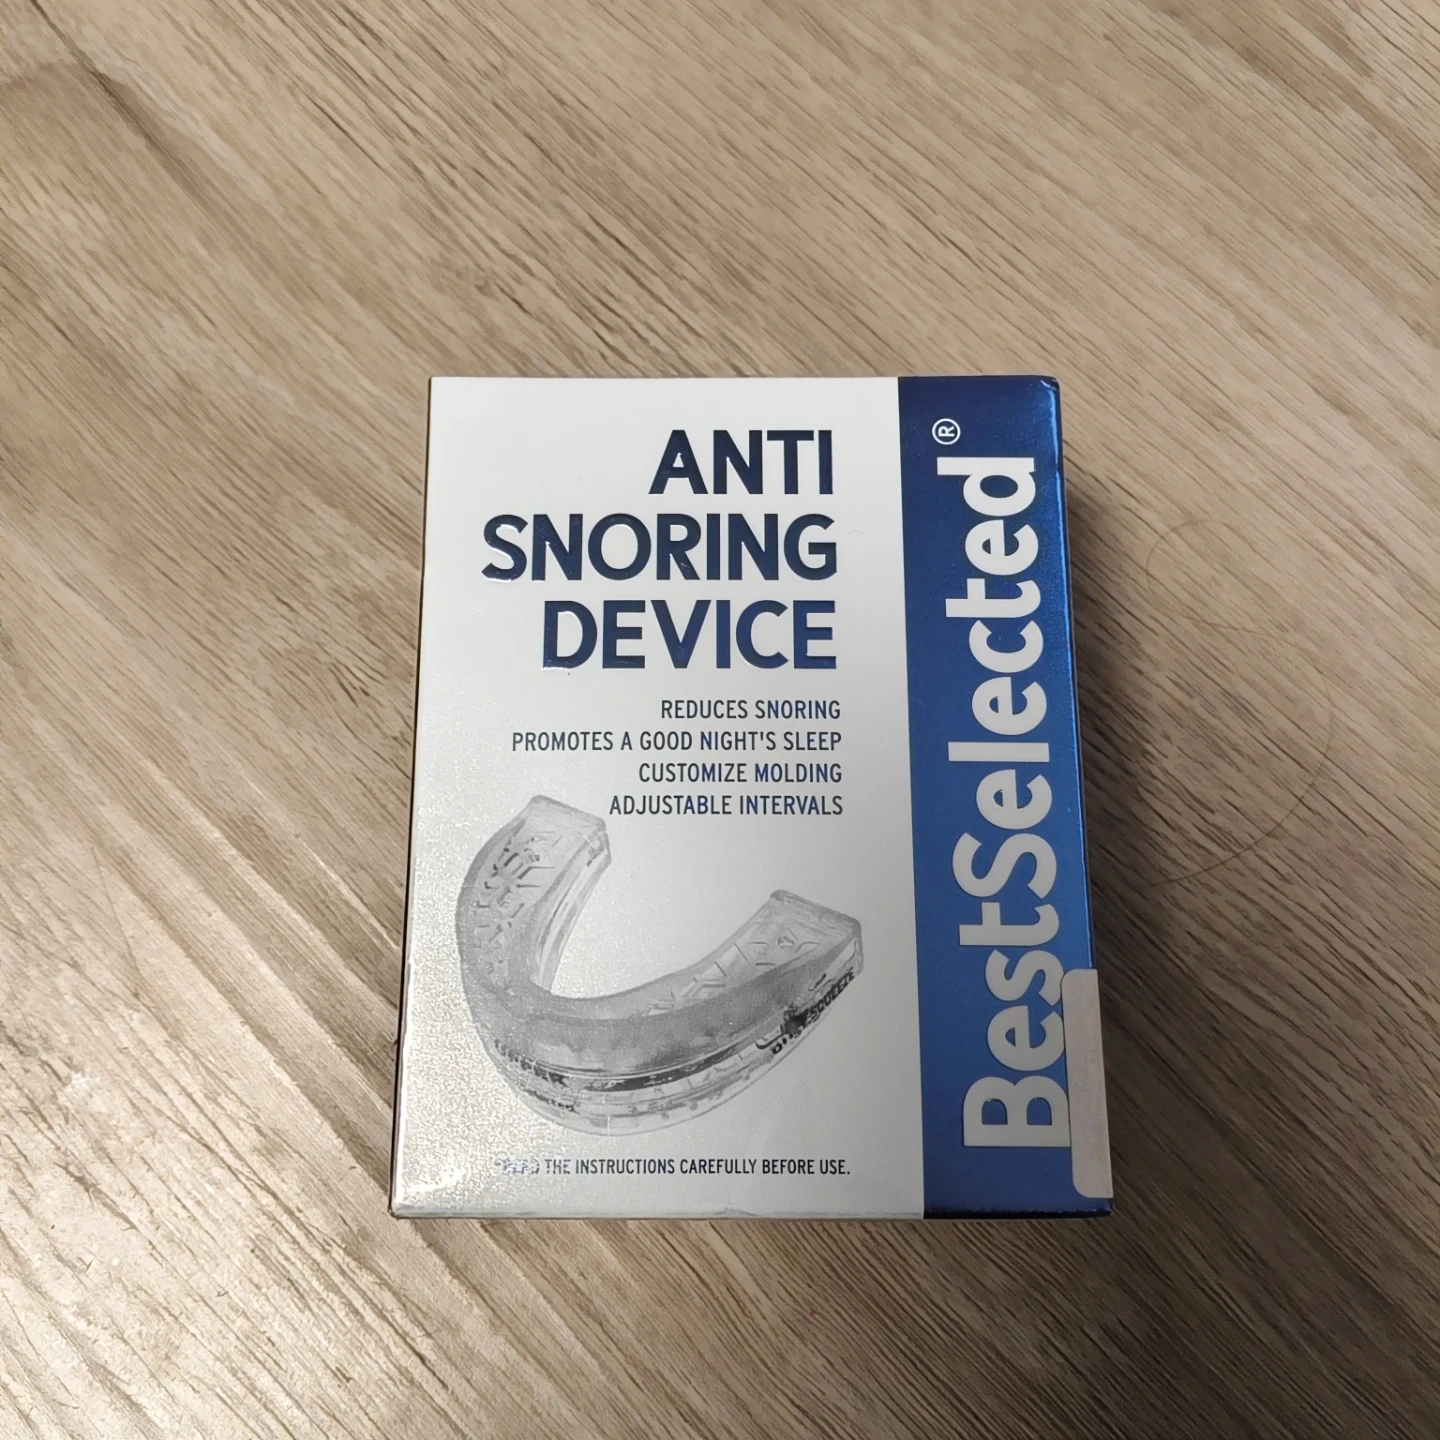 ANTI
SNORING
DEVICE
REDUCES SNORING
PROMOTES A GOOD NIGHT'S SLEEP
CUSTOMIZE MOLDING
ADJUSTABLE INTERVALS
UPPER
THE INSTRUCTIONS CAREFULLY BEFORE USE.
BestSelected®